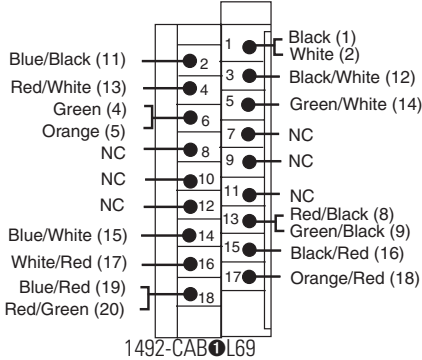 1
Black (1)
White (2)
Blue/Black (11)
2
3
Black/White (12)
Red/White (13)
4
Green (4)
5
Green/White (14)
Orange (5)
6
7
NC
NC
8
9
NC
NC
10
11
NC
NC
12
13
Red/Black (8)
Green/Black (9)
Blue/White (15)
14
15
Black/Red (16)
White/Red (17)
16
17
Orange/Red (18)
Blue/Red (19)
18
Red/Green (20)
1492-CAB❶L69